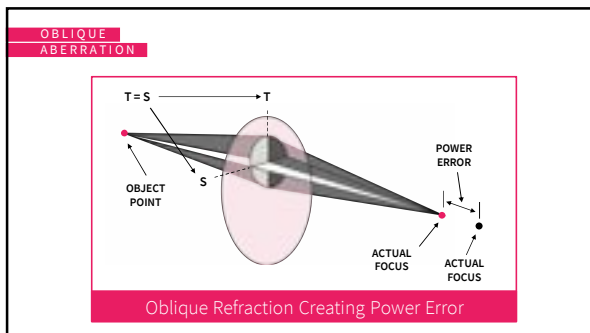 OBLIQUE
ABERRATION
T = S
T
S
OBJECT
POINT
POWER
ERROR
ACTUAL
FOCUS
ACTUAL
FOCUS
Oblique Refraction Creating Power Error